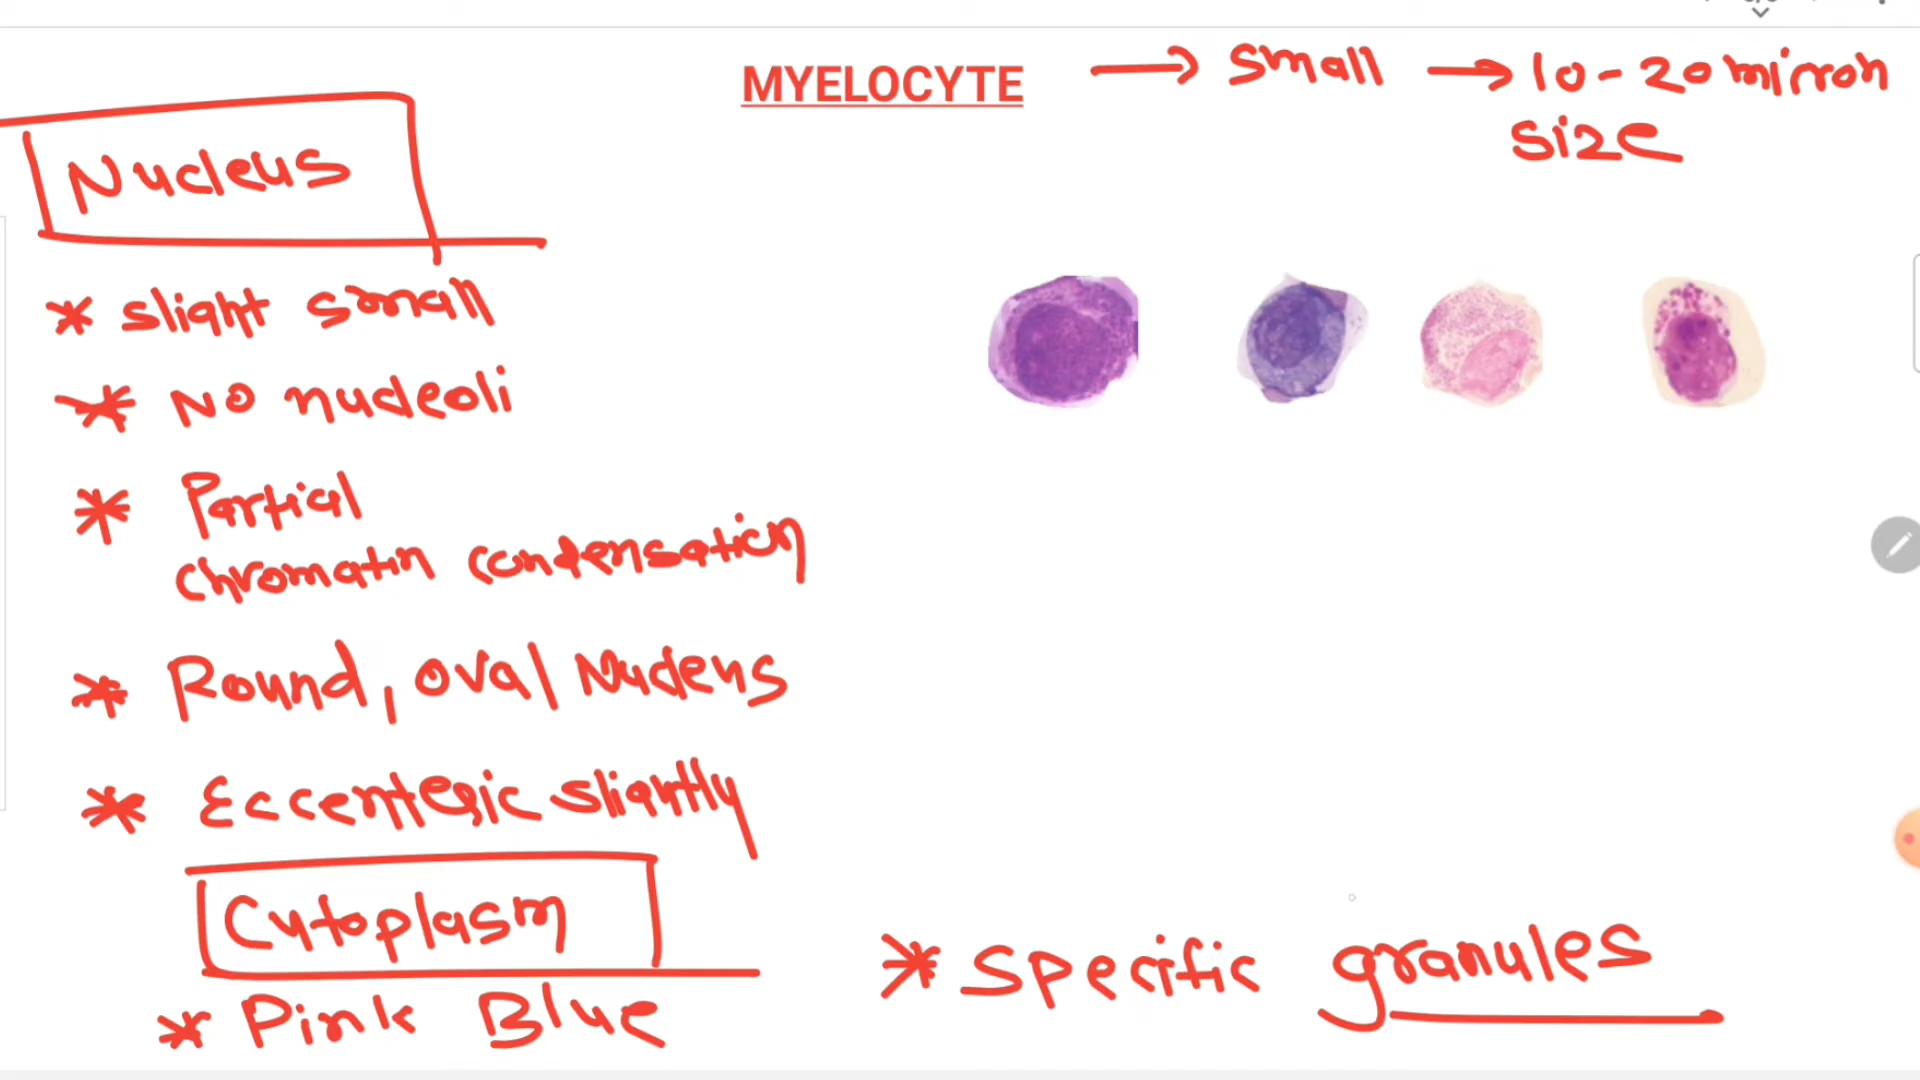 MYELOCYTE → small → 10-20 micron
size
Nucleus
* slight small
* No nucleoli
* Partial
chromatin condensation
* Round, oval Nucleus
* Eccenteric slightly
Cytoplasm
* Specific granules
* Pink Blue